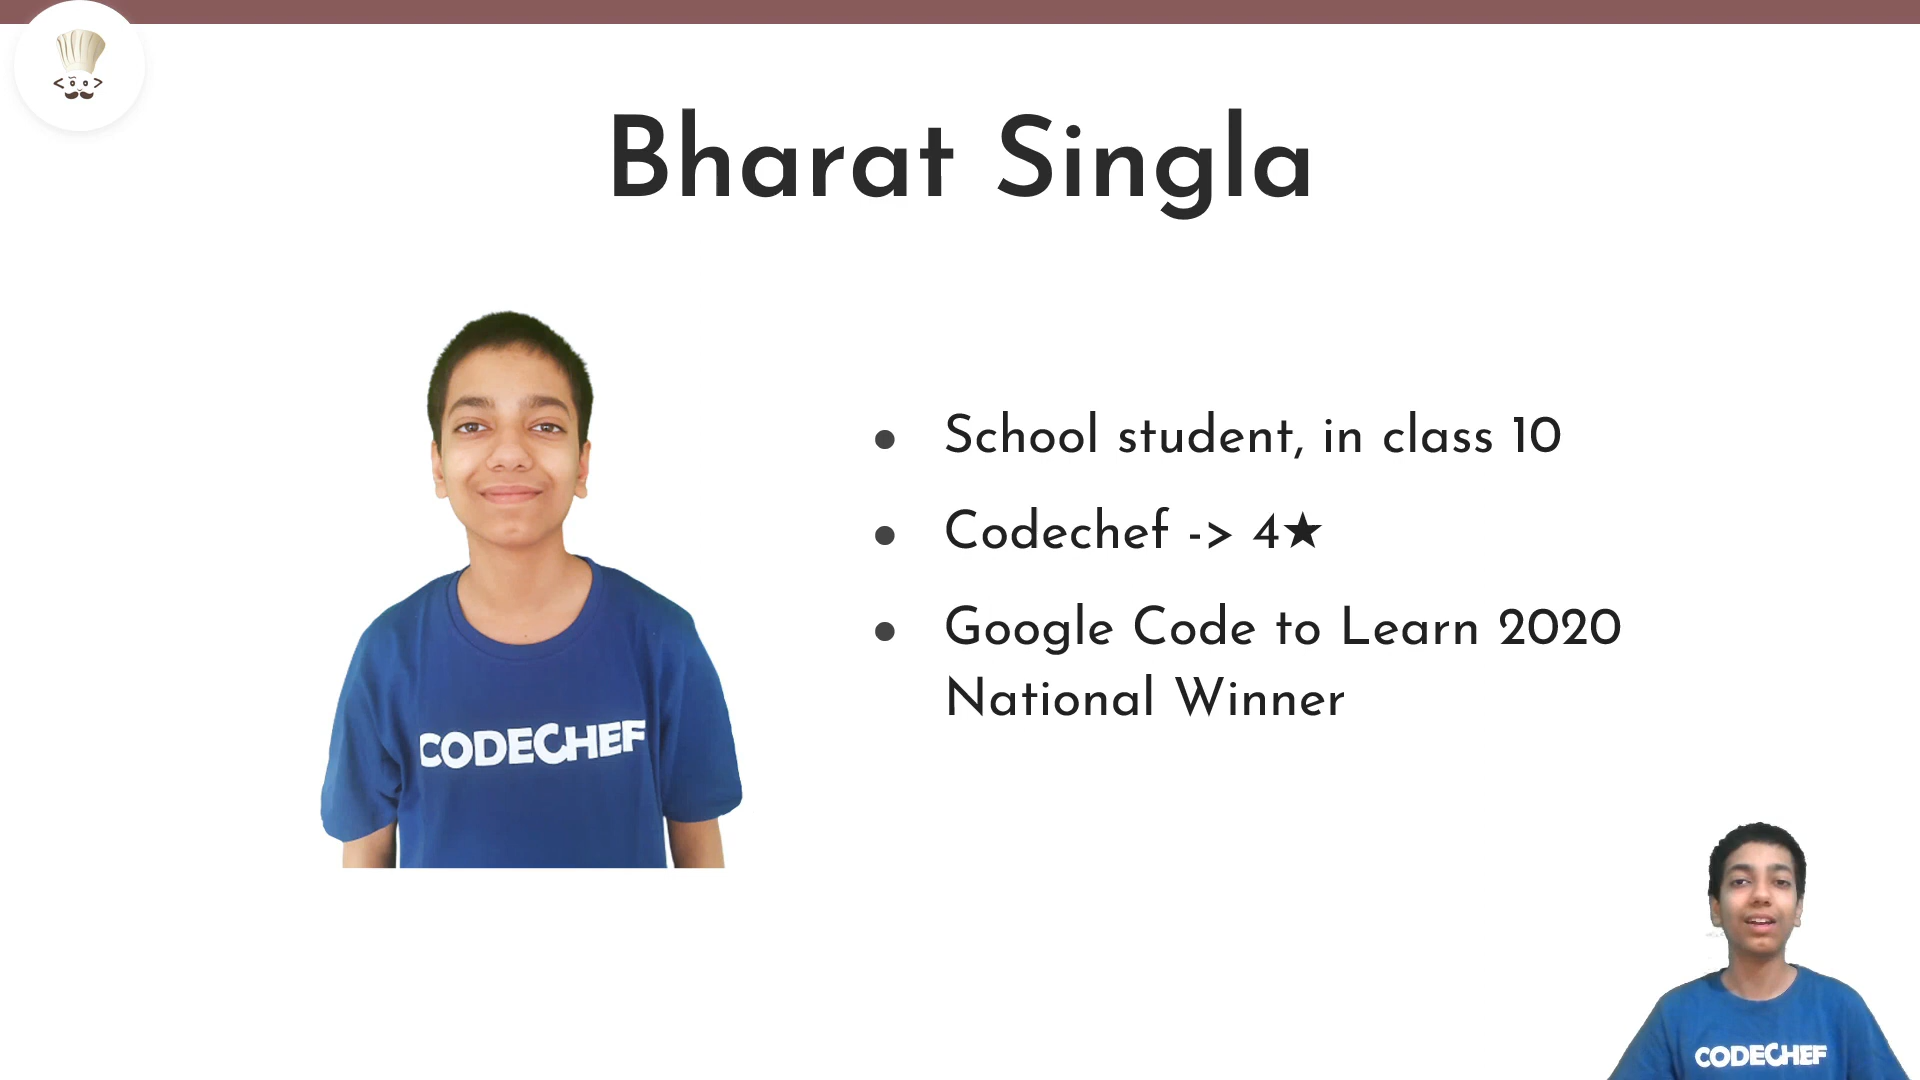 Bharat Singla
School student, in class 10
Codechef -> 4★
Google Code to Learn 2020
National Winner
CODECHEF
CODECHEF